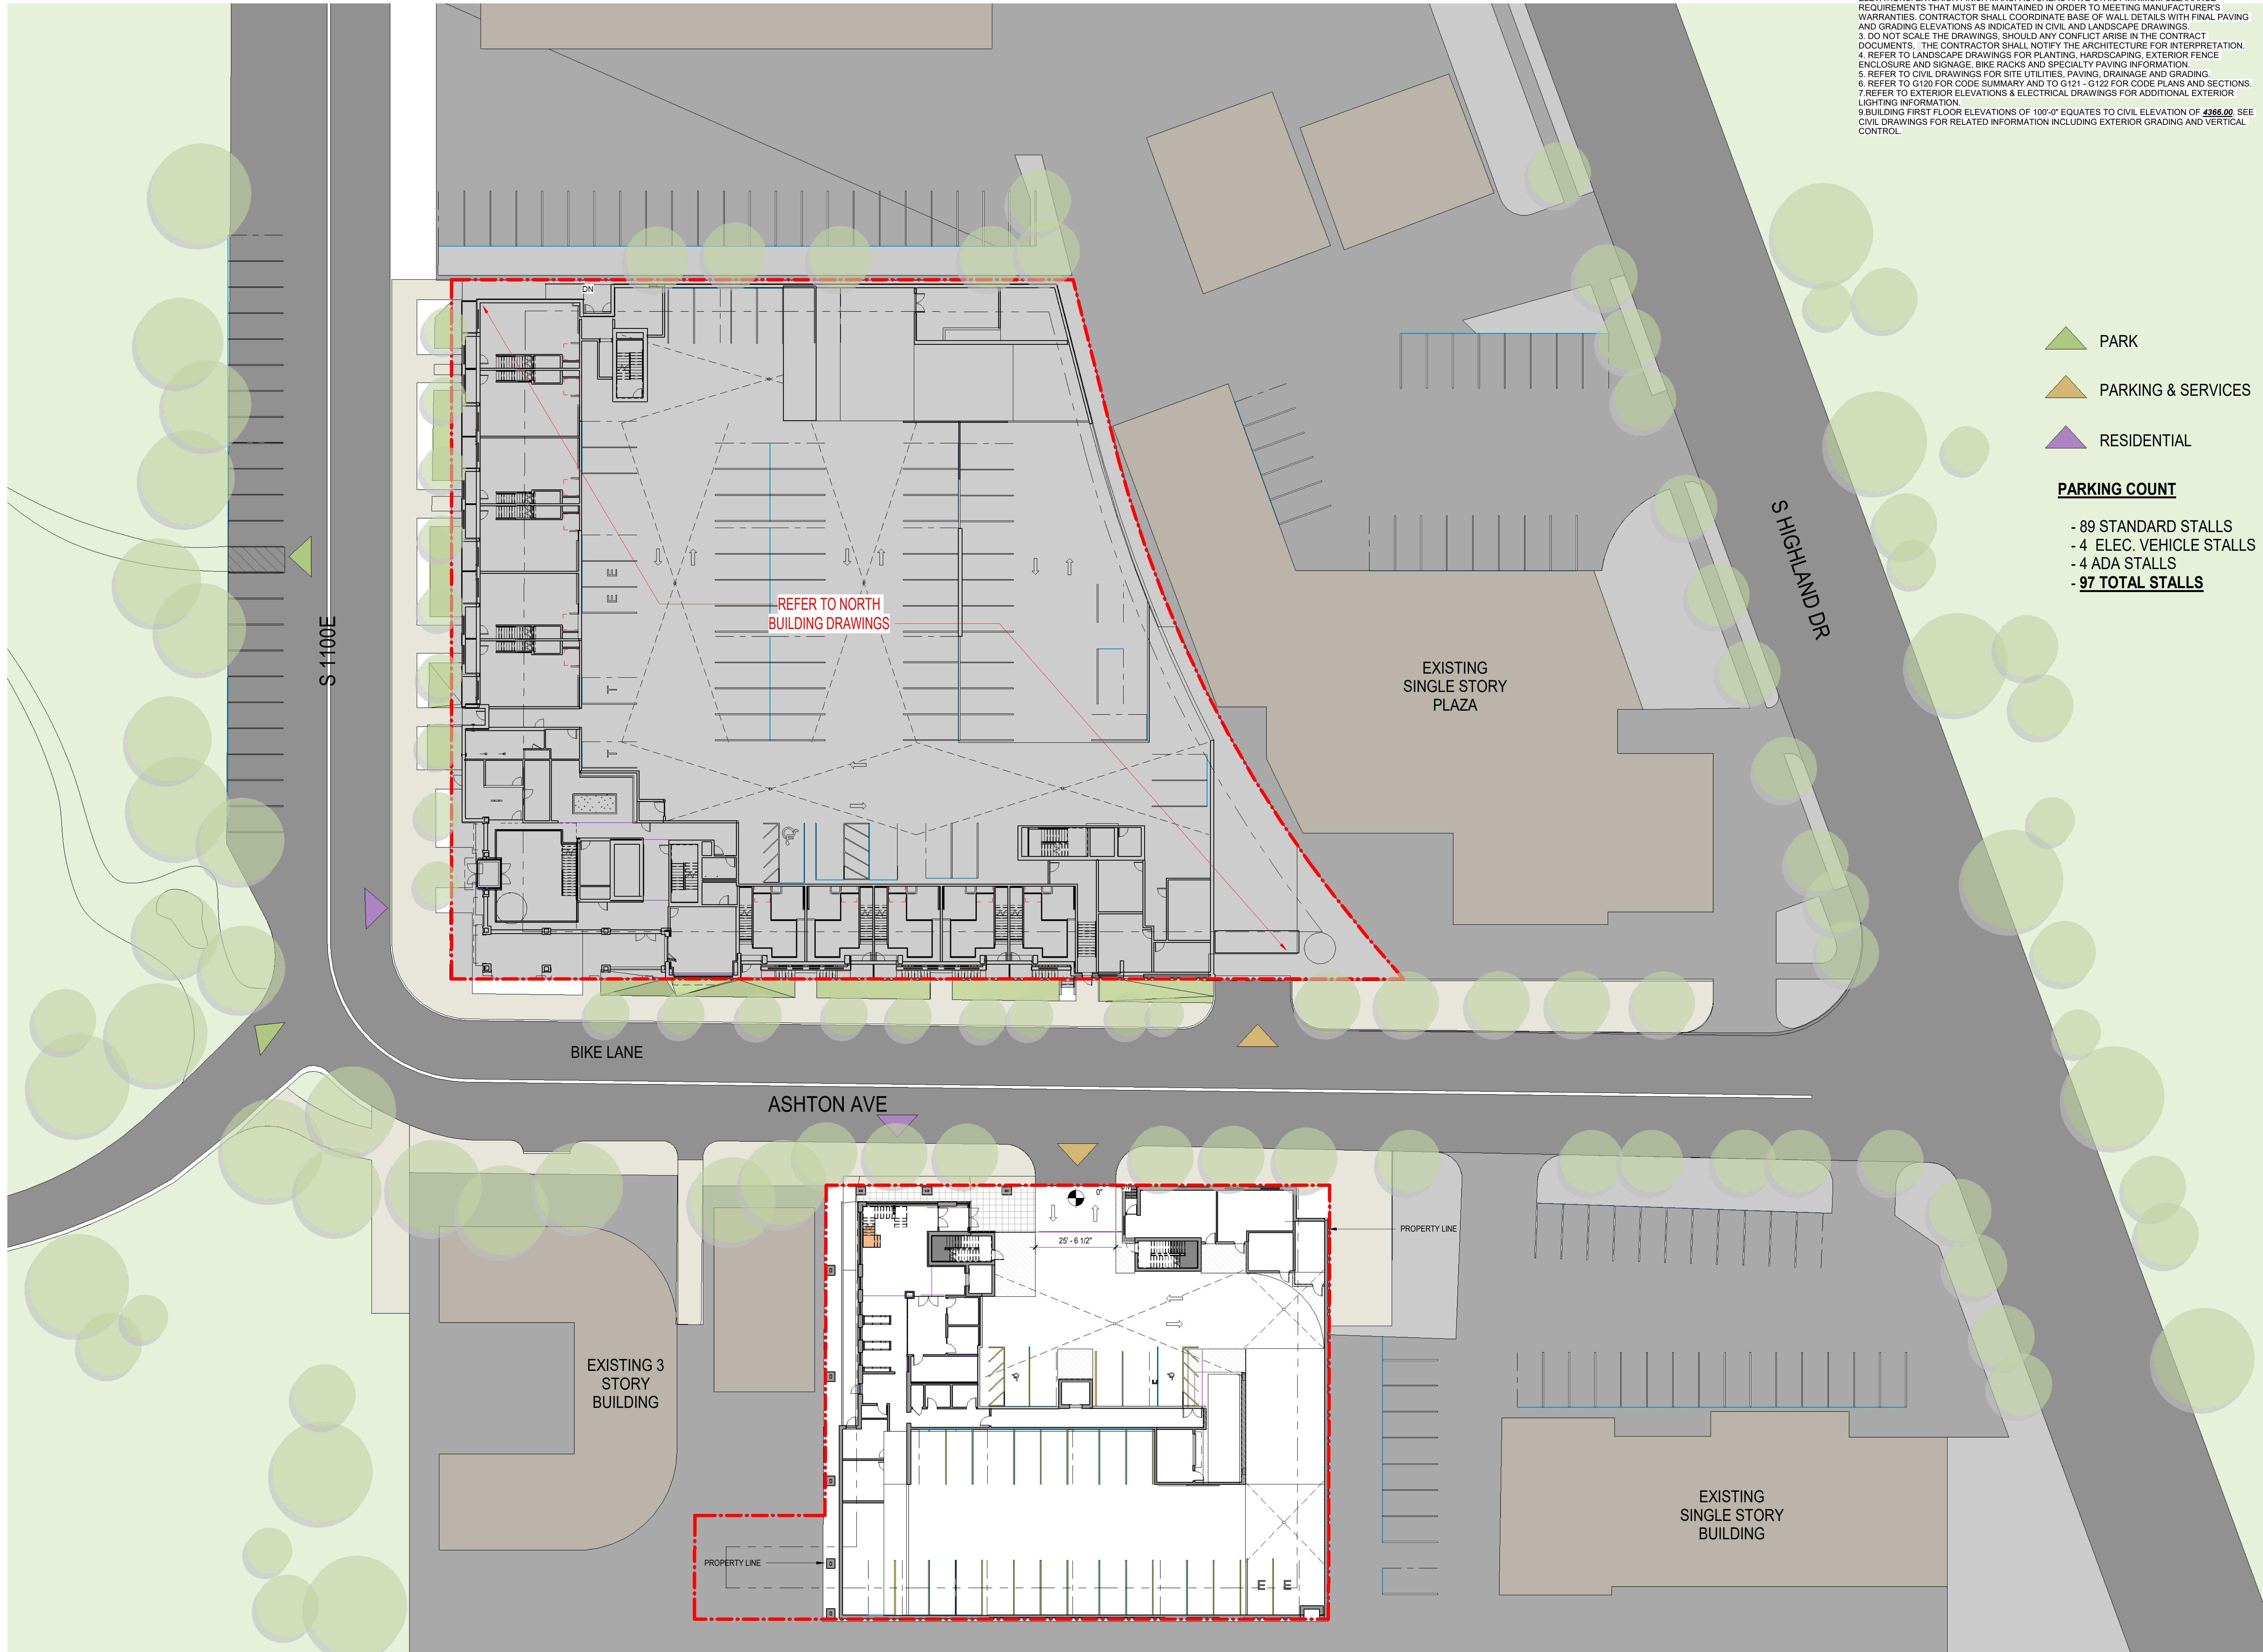 REQUIREMENTS THAT MUST BE MAINTAINED IN ORDER TO MEETING MANUFACTURER'S
WARRANTIES. CONTRACTOR SHALL COORDINATE BASE OF WALL DETAILS WITH FINAL PAVING
AND GRADING ELEVATIONS AS INDICATED IN CIVIL AND LANDSCAPE DRAWINGS.
3. DO NOT SCALE THE DRAWINGS, SHOULD ANY CONFLICT ARISE IN THE CONTRACT
DOCUMENTS, THE CONTRACTOR SHALL NOTIFY THE ARCHITECTURE FOR INTERPRETATION.
4. REFER TO LANDSCAPE DRAWINGS FOR PLANTING, HARDSCAPING, EXTERIOR FENCE
ENCLOSURE AND SIGNAGE, BIKE RACKS AND SPECIALTY PAVING INFORMATION.
5. REFER TO CIVIL DRAWINGS FOR SITE UTILITIES, PAVING, DRAINAGE AND GRADING.
6. REFER TO G120 FOR CODE SUMMARY AND TO G121 - G122 FOR CODE PLANS AND SECTIONS.
7.REFER TO EXTERIOR ELEVATIONS & ELECTRICAL DRAWINGS FOR ADDITIONAL EXTERIOR
LIGHTING INFORMATION.
9.BUILDING FIRST FLOOR ELEVATIONS OF 100'-0" EQUATES TO CIVIL ELEVATION OF 4366.00. SEE
CIVIL DRAWINGS FOR RELATED INFORMATION INCLUDING EXTERIOR GRADING AND VERTICAL
CONTROL.
DN
PARK
PARKING & SERVICES
RESIDENTIAL
PARKING COUNT
- 89 STANDARD STALLS
- 4 ELEC. VEHICLE STALLS
- 4 ADA STALLS
- 97 TOTAL STALLS
S HIGHLAND DR
S 1100E
E
E
T
T
REFER TO NORTH
BUILDING DRAWINGS
EXISTING
SINGLE STORY
PLAZA
BIKE LANE
ASHTON AVE
0"
PROPERTY LINE
25' - 6 1/2"
EXISTING 3
STORY
BUILDING
E
EXISTING
SINGLE STORY
BUILDING
PROPERTY LINE
E E